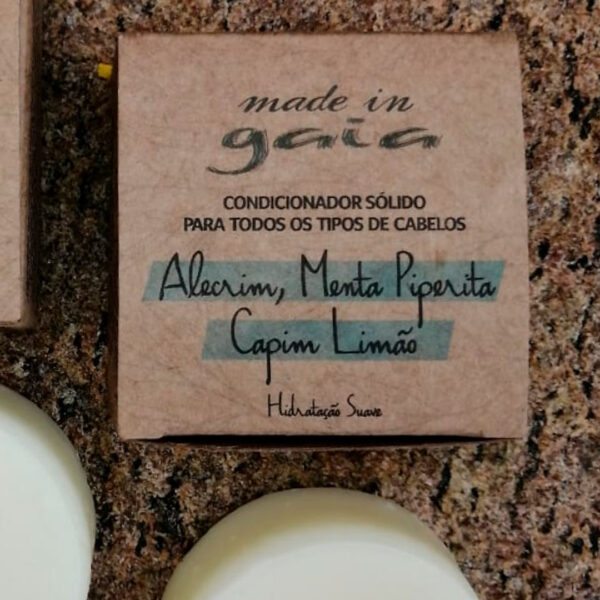 made in
gaia
CONDICIONADOR SÓLIDO
PARA TODOS OS TIPOS DE CABELOS
Alecrim, Menta Piperita
Capim Limão
Hidratação Suave